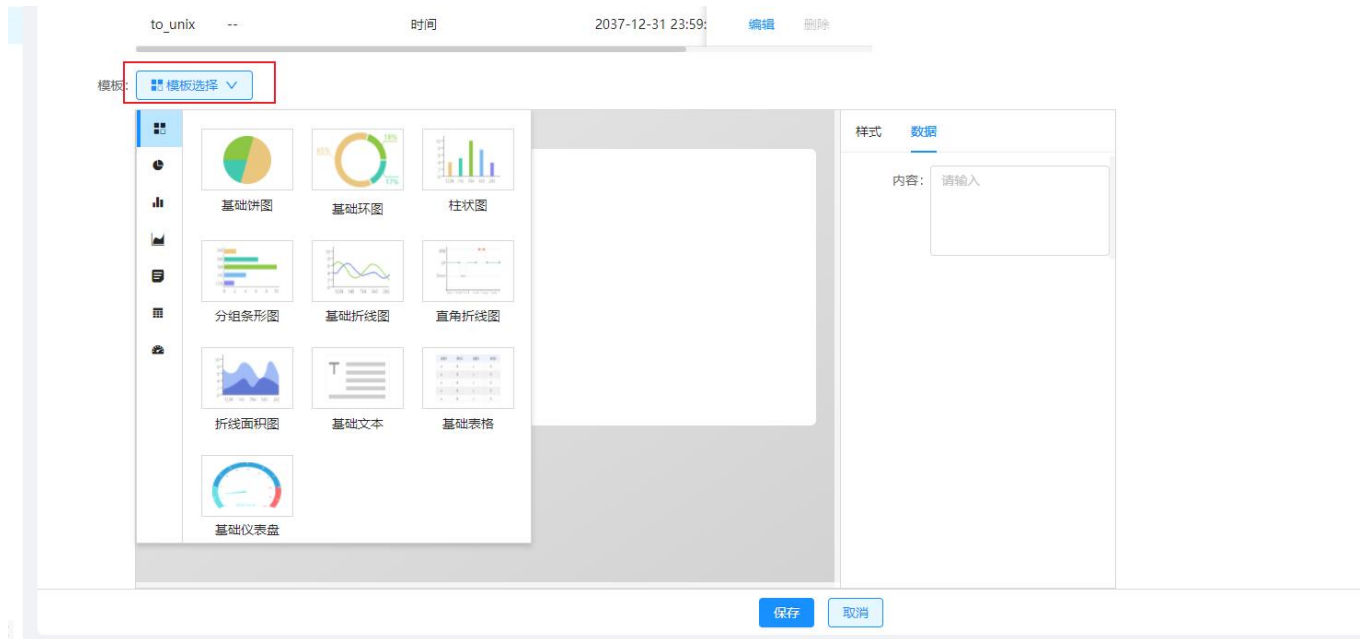 to_unix -- 时间 2037-12-31 23:59: 编辑 删除
模板: 模板选择
样式 数据
内容: 请输入
18%
17%
基础饼图 基础环图 柱状图
分组条形图 基础折线图 直角折线图
T
折线面积图 基础文本 基础表格
基础仪表盘
保存 取消